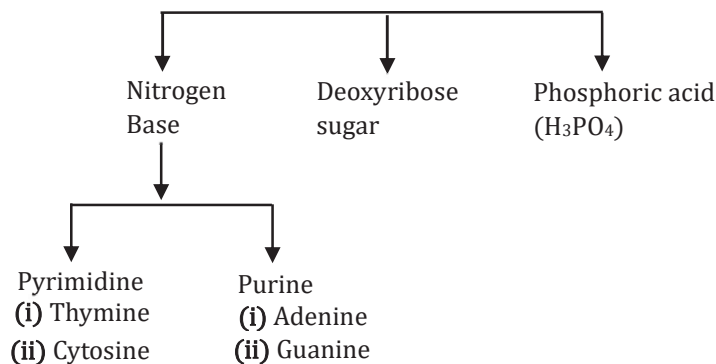 Nitrogen
Base
Deoxyribose
sugar
Phosphoric acid
(H₃PO₄)
Pyrimidine
(i) Thymine
(ii) Cytosine
Purine
(i) Adenine
(ii) Guanine